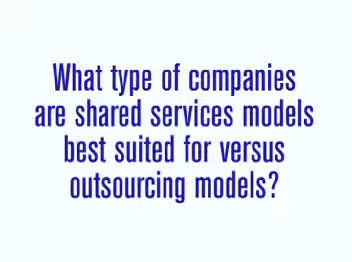 What type of companies
are shared services models
best suited for versus
outsourcing models?